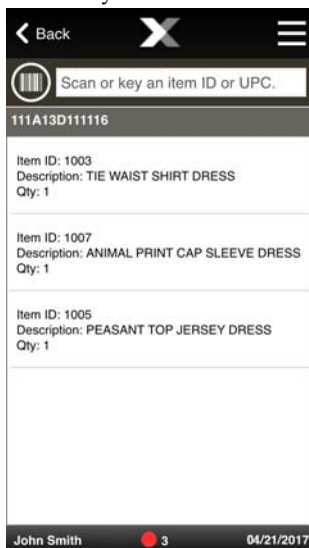 Back
Scan or key an item ID or UPC.
111A13D111116
Item ID: 1003
Description: TIE WAIST SHIRT DRESS
Qty: 1
Item ID: 1007
Description: ANIMAL PRINT CAP SLEEVE DRESS
Qty: 1
Item ID: 1005
Description: PEASANT TOP JERSEY DRESS
Qty: 1
John Smith 3 04/21/2017